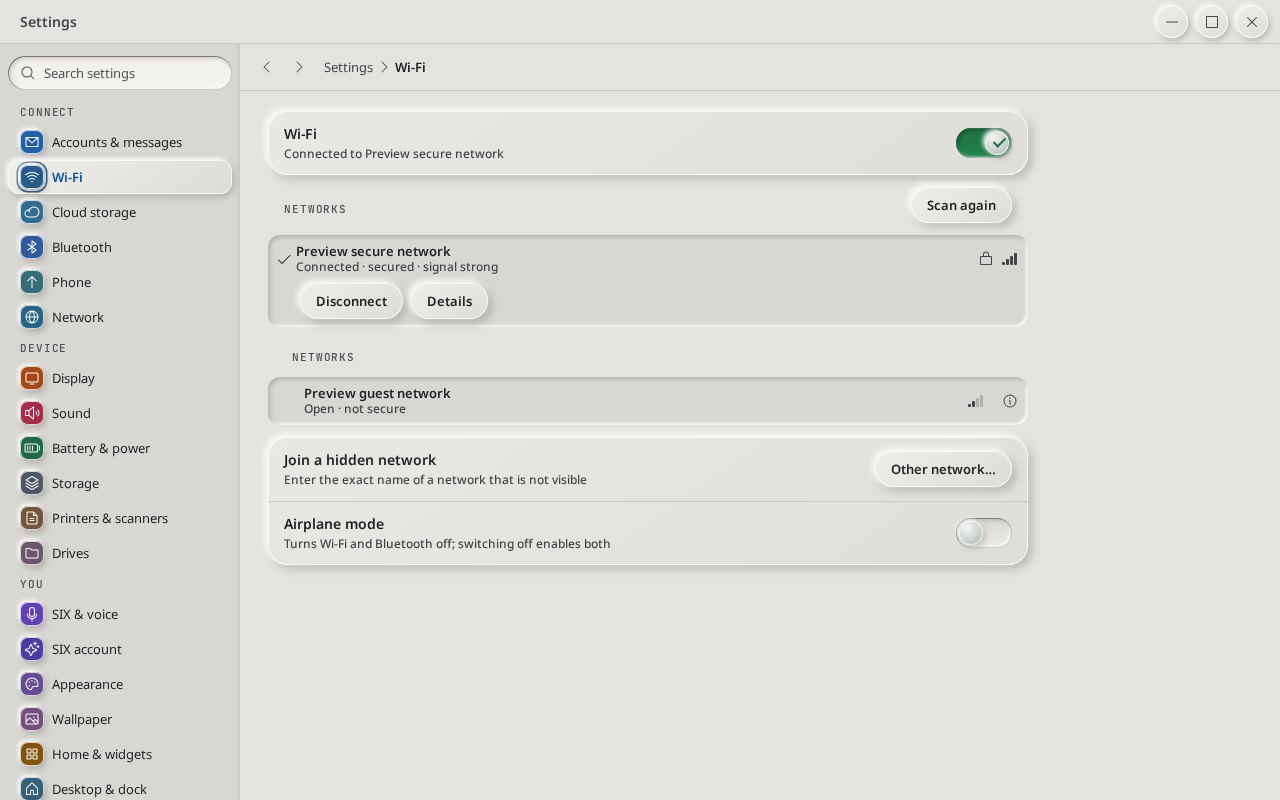 Settings
Search settings
CONNECT
Accounts & messages
Wi-Fi
Cloud storage
Bluetooth
Phone
Network
DEVICE
Display
Sound
Battery & power
Storage
Printers & scanners
Drives
YOU
SIX & voice
SIX account
Appearance
Wallpaper
Home & widgets
Desktop & dock
Settings > Wi-Fi
Wi-Fi
Connected to Preview secure network
NETWORKS
Scan again
Preview secure network
Connected · secured · signal strong
Disconnect
Details
NETWORKS
Preview guest network
Open · not secure
Join a hidden network
Enter the exact name of a network that is not visible
Other network...
Airplane mode
Turns Wi-Fi and Bluetooth off; switching off enables both